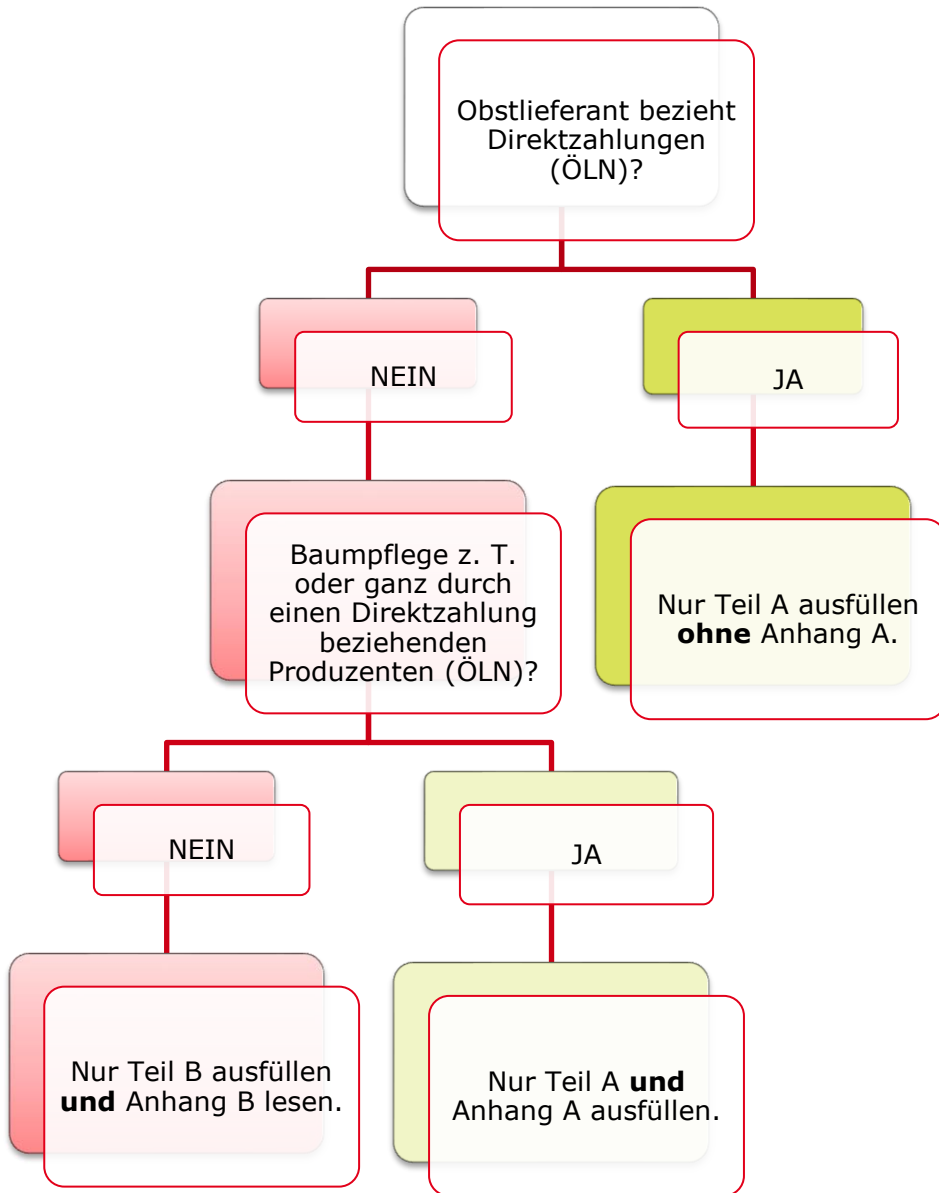 Obstlieferant bezieht
Direktzahlungen
(ÖLN)?
NEIN
JA
Baumpflege z. T.
oder ganz durch
einen Direktzahlung
beziehenden
Produzenten (ÖLN)?
Nur Teil A ausfüllen
ohne Anhang A.
NEIN
JA
Nur Teil B ausfüllen
und Anhang B lesen.
Nur Teil A und
Anhang A ausfüllen.